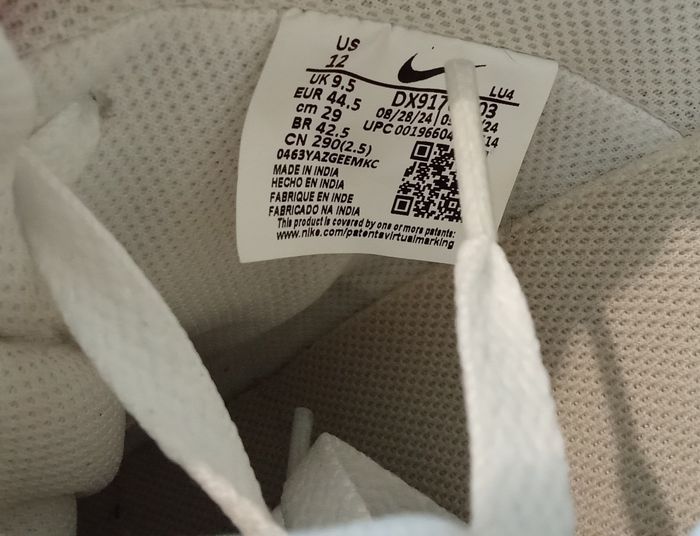 US
12
UK 9.5
EUR 44.5
cm 29
BR 42.5
CN 290(2.5)
0463YAZGEEMKC
MADE IN INDIA
HECHO EN INDIA
FABRIQUE EN INDE
FABRICADO NA INDIA
This product is covered by one or more patents:
www.nike.com/patentsvirtualmarking
LU4
08/28/24
UPC